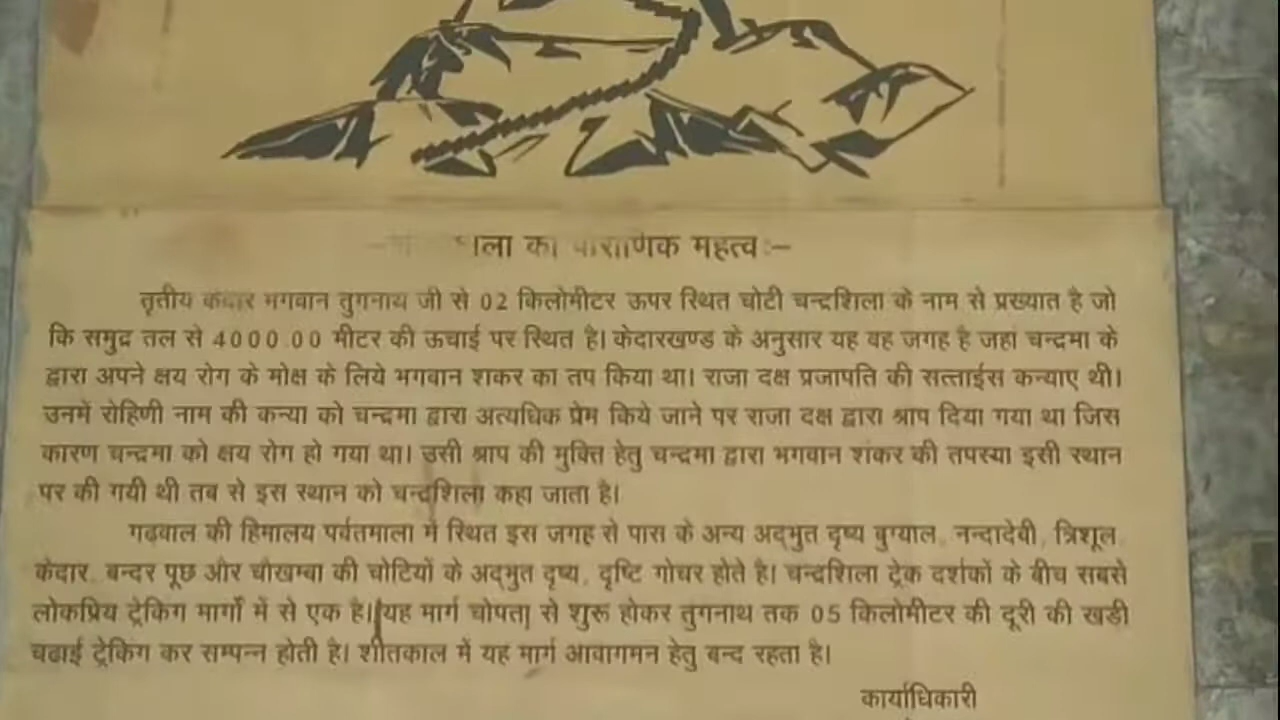 महत्व:–
तृतीय केदार भगवान तुगनाथ जी से 02 किलोमीटर ऊपर स्थित चोटी चन्द्रशिला के नाम से प्रख्यात है जो
कि समुद्र तल से 4000.00 मीटर की ऊचाई पर स्थित है। केदारखण्ड के अनुसार यह वह जगह है जहा चन्द्रमा के
द्वारा अपने क्षय रोग के मोक्ष के लिये भगवान शकर का तप किया था। राजा दक्ष प्रजापति की सत्ताईस कन्याए थी।
उनमें रोहिणी नाम की कन्या को चन्द्रमा द्वारा अत्यधिक प्रेम किये जाने पर राजा दक्ष द्वारा श्राप दिया गया था जिस
कारण चन्द्रमा को क्षय रोग हो गया था। उसी श्राप की मुक्ति हेतु चन्द्रमा द्वारा भगवान शंकर की तपस्या इसी स्थान
पर की गयी थी तब से इस स्थान को चन्द्रशिला कहा जाता है।
गढवाल की हिमालय पर्वतमाला में स्थित इस जगह से पास के अन्य अद्भुत दृष्य बुग्याल, नन्दादेवी, त्रिशूल,
केदार, बन्दर पूछ और चौखम्बा की चोटियों के अद्भुत दृष्य, दृष्टि गोचर होते है। चन्द्रशिला ट्रेक दर्शकों के बीच सबसे
लोकप्रिय ट्रेकिग मार्गों में से एक है। यह मार्ग चोपता से शुरू होकर तुगनाथ तक 05 किलोमीटर की दूरी की खडी
चढाई ट्रेकिग कर सम्पन्न होती है। शीतकाल में यह मार्ग आवागमन हेतु बन्द रहता है।
कार्याधिकारी